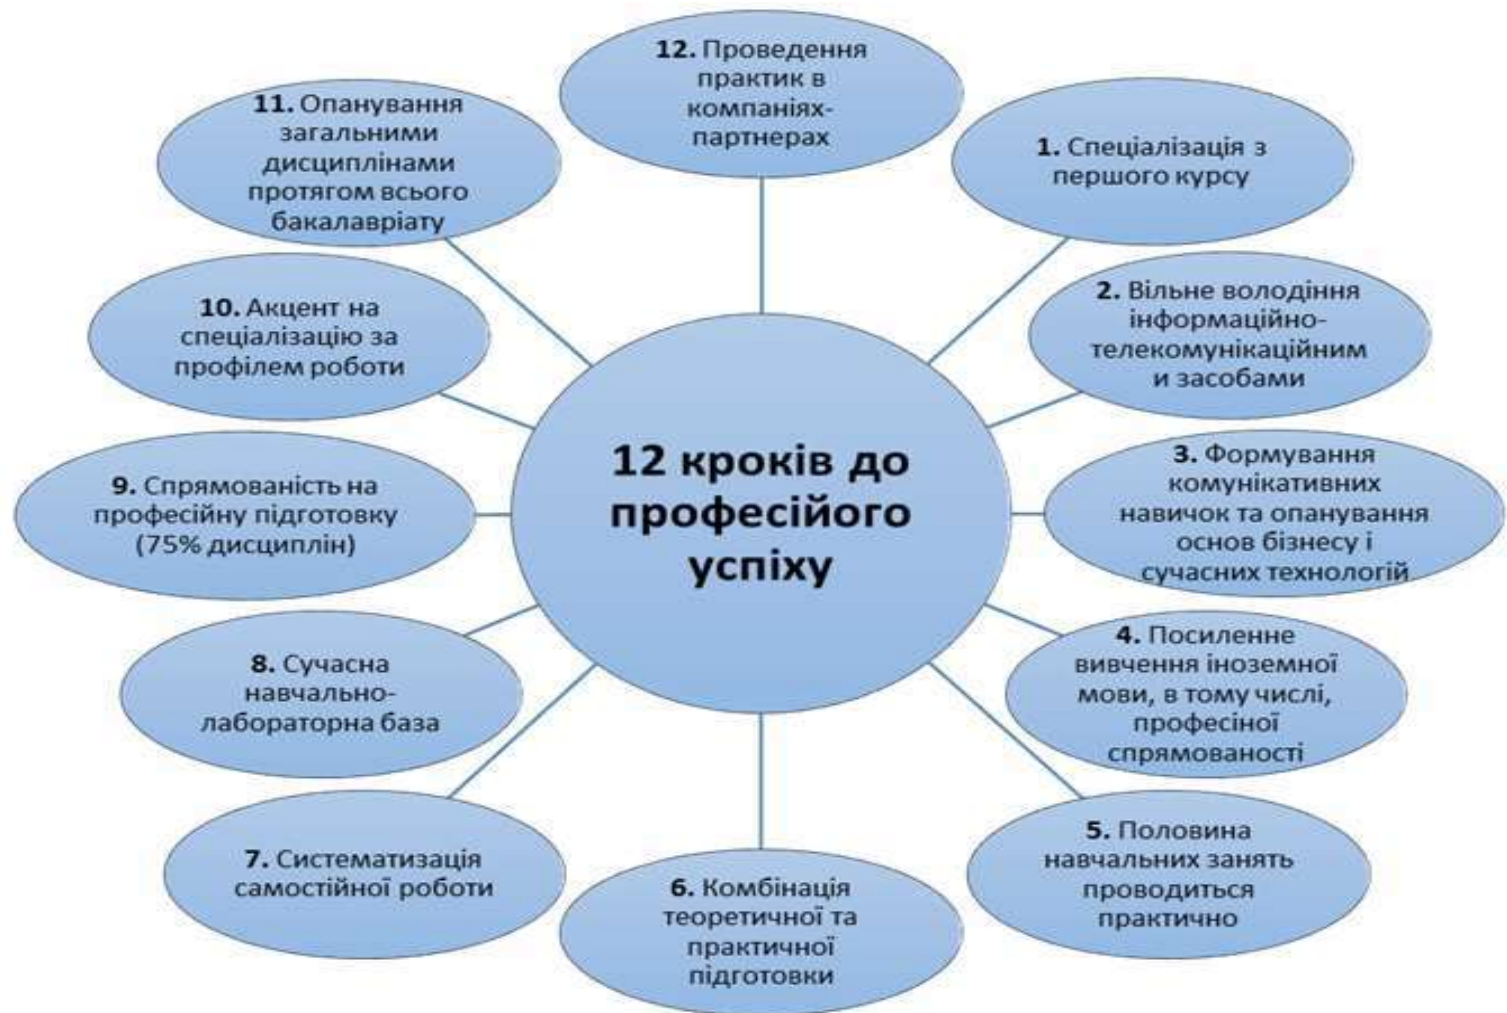 12 кроків до
професійого
успіху
1. Спеціалізація з
першого курсу
2. Вільне володіння
інформаційно-
телекомунікаційним
и засобами
3. Формування
комунікативних
навичок та опанування
основ бізнесу і
сучасних технологій
4. Посиленне
вивчення іноземної
мови, в тому числі,
професіної
спрямованості
5. Половина
навчальних занять
проводиться
практично
6. Комбінація
теоретичної та
практичної
підготовки
7. Систематизація
самостійної роботи
8. Сучасна
навчально-
лабораторна база
9. Спрямованість на
професійну підготовку
(75% дисциплін)
10. Акцент на
спеціалізацію за
профілем роботи
11. Опанування
загальними
дисциплінами
протягом всього
бакалавріату
12. Проведення
практик в
компаніях-
партнерах